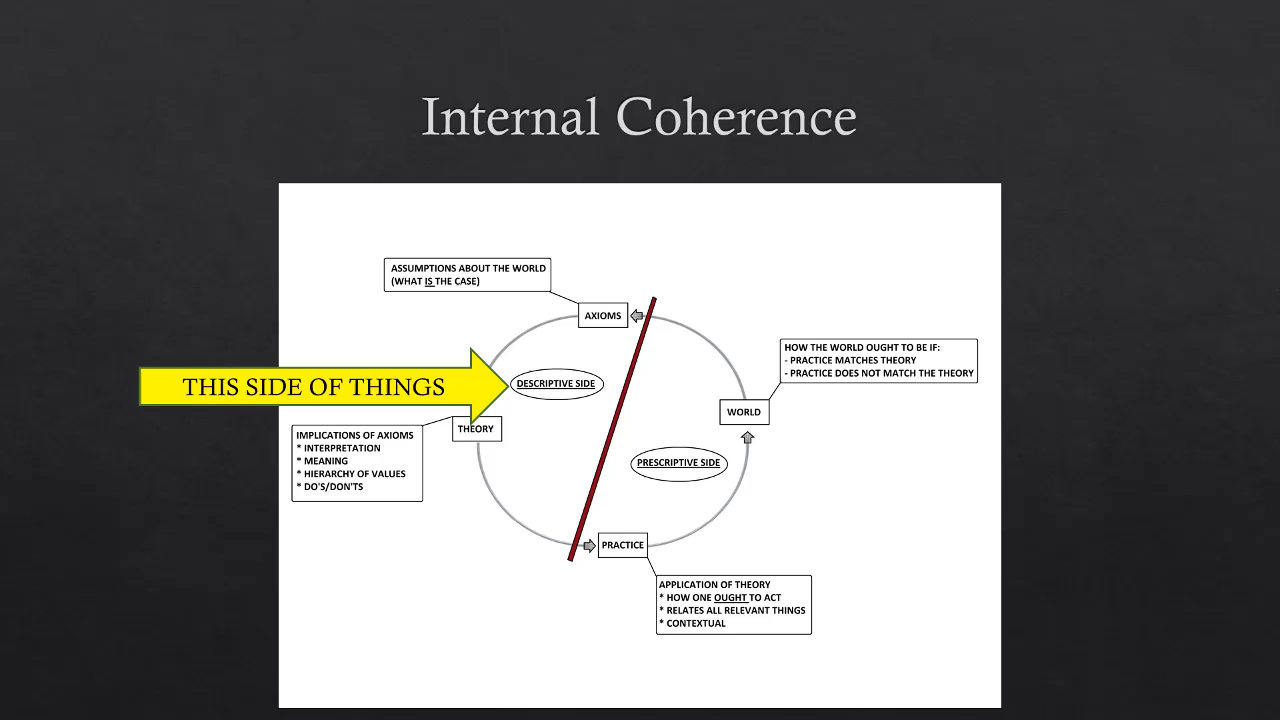 Internal Coherence
ASSUMPTIONS ABOUT THE WORLD
(WHAT IS THE CASE)
AXIOMS
HOW THE WORLD OUGHT TO BE IF:
- PRACTICE MATCHES THEORY
- PRACTICE DOES NOT MATCH THE THEORY
THIS SIDE OF THINGS
DESCRIPTIVE SIDE
WORLD
THEORY
IMPLICATIONS OF AXIOMS
* INTERPRETATION
* MEANING
* HIERARCHY OF VALUES
* DO'S/DON'TS
PRESCRIPTIVE SIDE
PRACTICE
APPLICATION OF THEORY
* HOW ONE OUGHT TO ACT
* RELATES ALL RELEVANT THINGS
* CONTEXTUAL